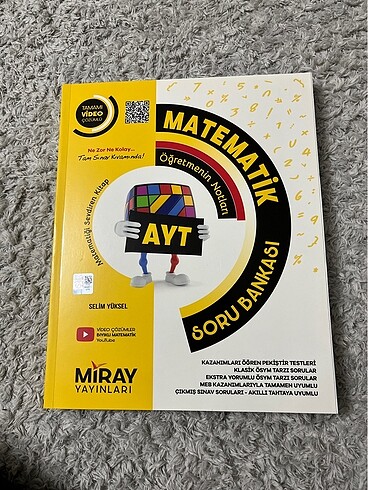 TAMAMI
VİDEO
ÇÖZÜMLÜ
Ne Zor Ne Kolay...
Tam Sınav Kıvamında!
MATEMATİK
Öğretmenin Notları
Matematiği Sevdiren Kitap
AYT
SORU BANKASI
SELİM YÜKSEL
VİDEO ÇÖZÜMLER
BIYIKLI MATEMATİK
YouTube
MİRAY
YAYINLARI
KAZANIMLARI ÖĞREN PEKİŞTİR TESTLERİ
KLASİK ÖSYM TARZI SORULAR
EKSTRA YORUMLU ÖSYM TARZI SORULAR
MEB KAZANIMLARIYLA TAMAMEN UYUMLU
ÇIKMIŞ SINAV SORULARI - AKILLI TAHTAYA UYUMLU